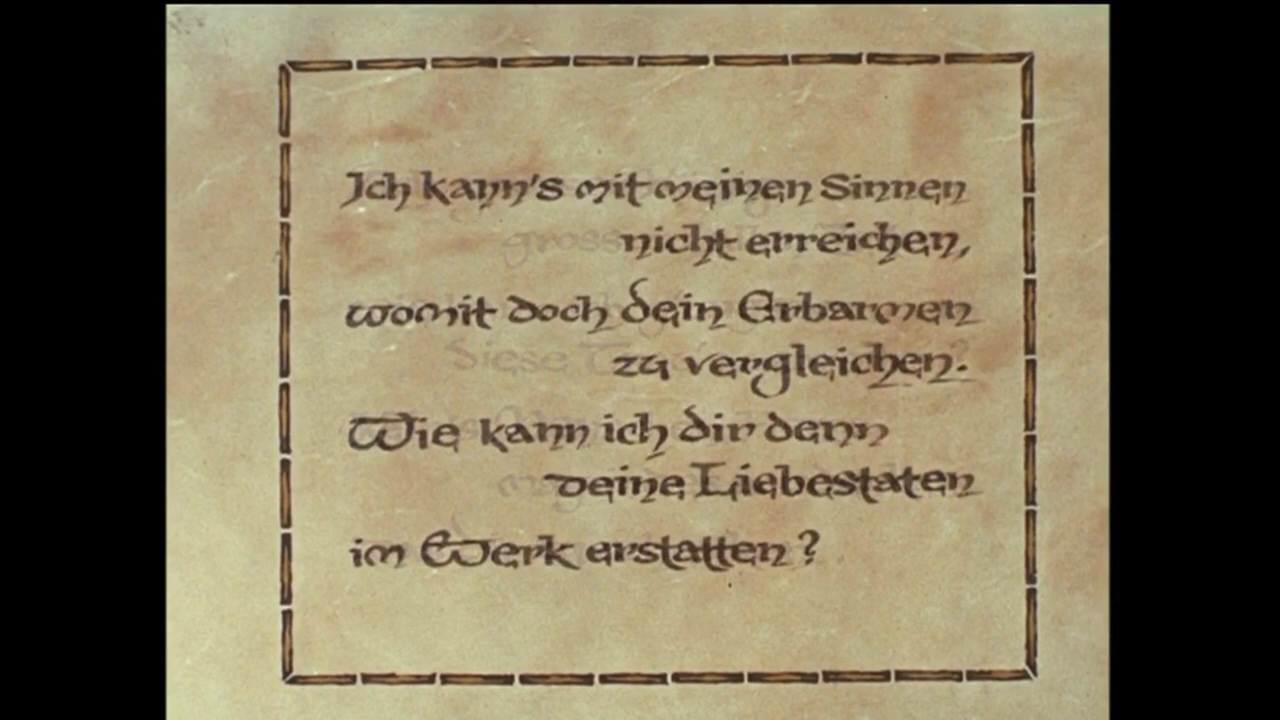 Ich kann's mit meinen Sinnen
nicht erreichen,
womit doch dein Erbarmen
zu vergleichen.
Wie kann ich dir denn
deine Liebestaten
im Werk erstatten?